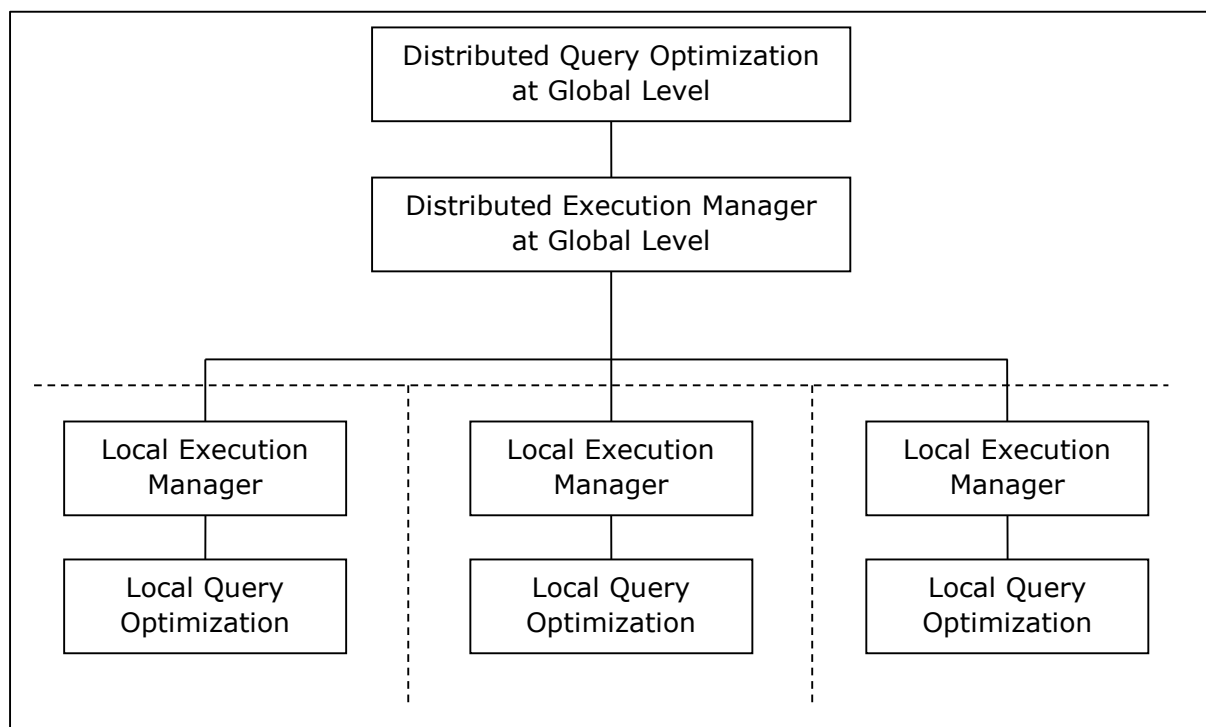 Distributed Query Optimization
at Global Level
Distributed Execution Manager
at Global Level
Local Execution
Manager
Local Execution
Manager
Local Execution
Manager
Local Query
Optimization
Local Query
Optimization
Local Query
Optimization